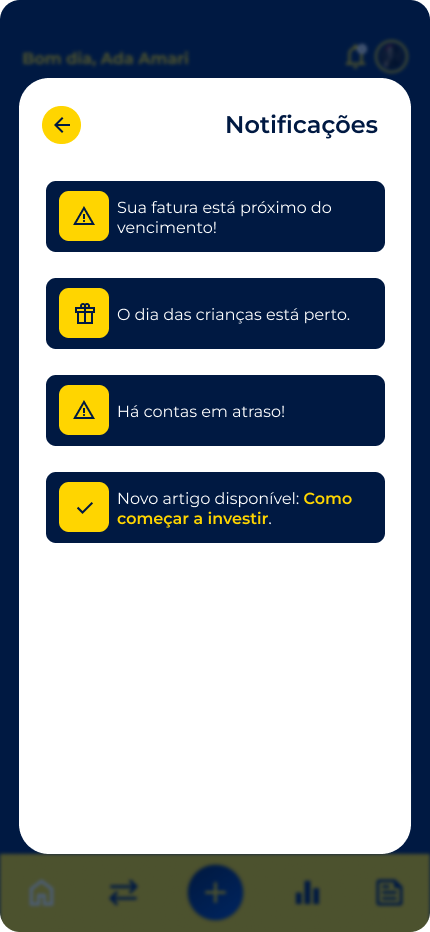 Bom dia, Ada Amari
Notificações
Sua fatura está próximo do
vencimento!
O dia das crianças está perto.
Há contas em atraso!
Novo artigo disponível: Como
começar a investir.